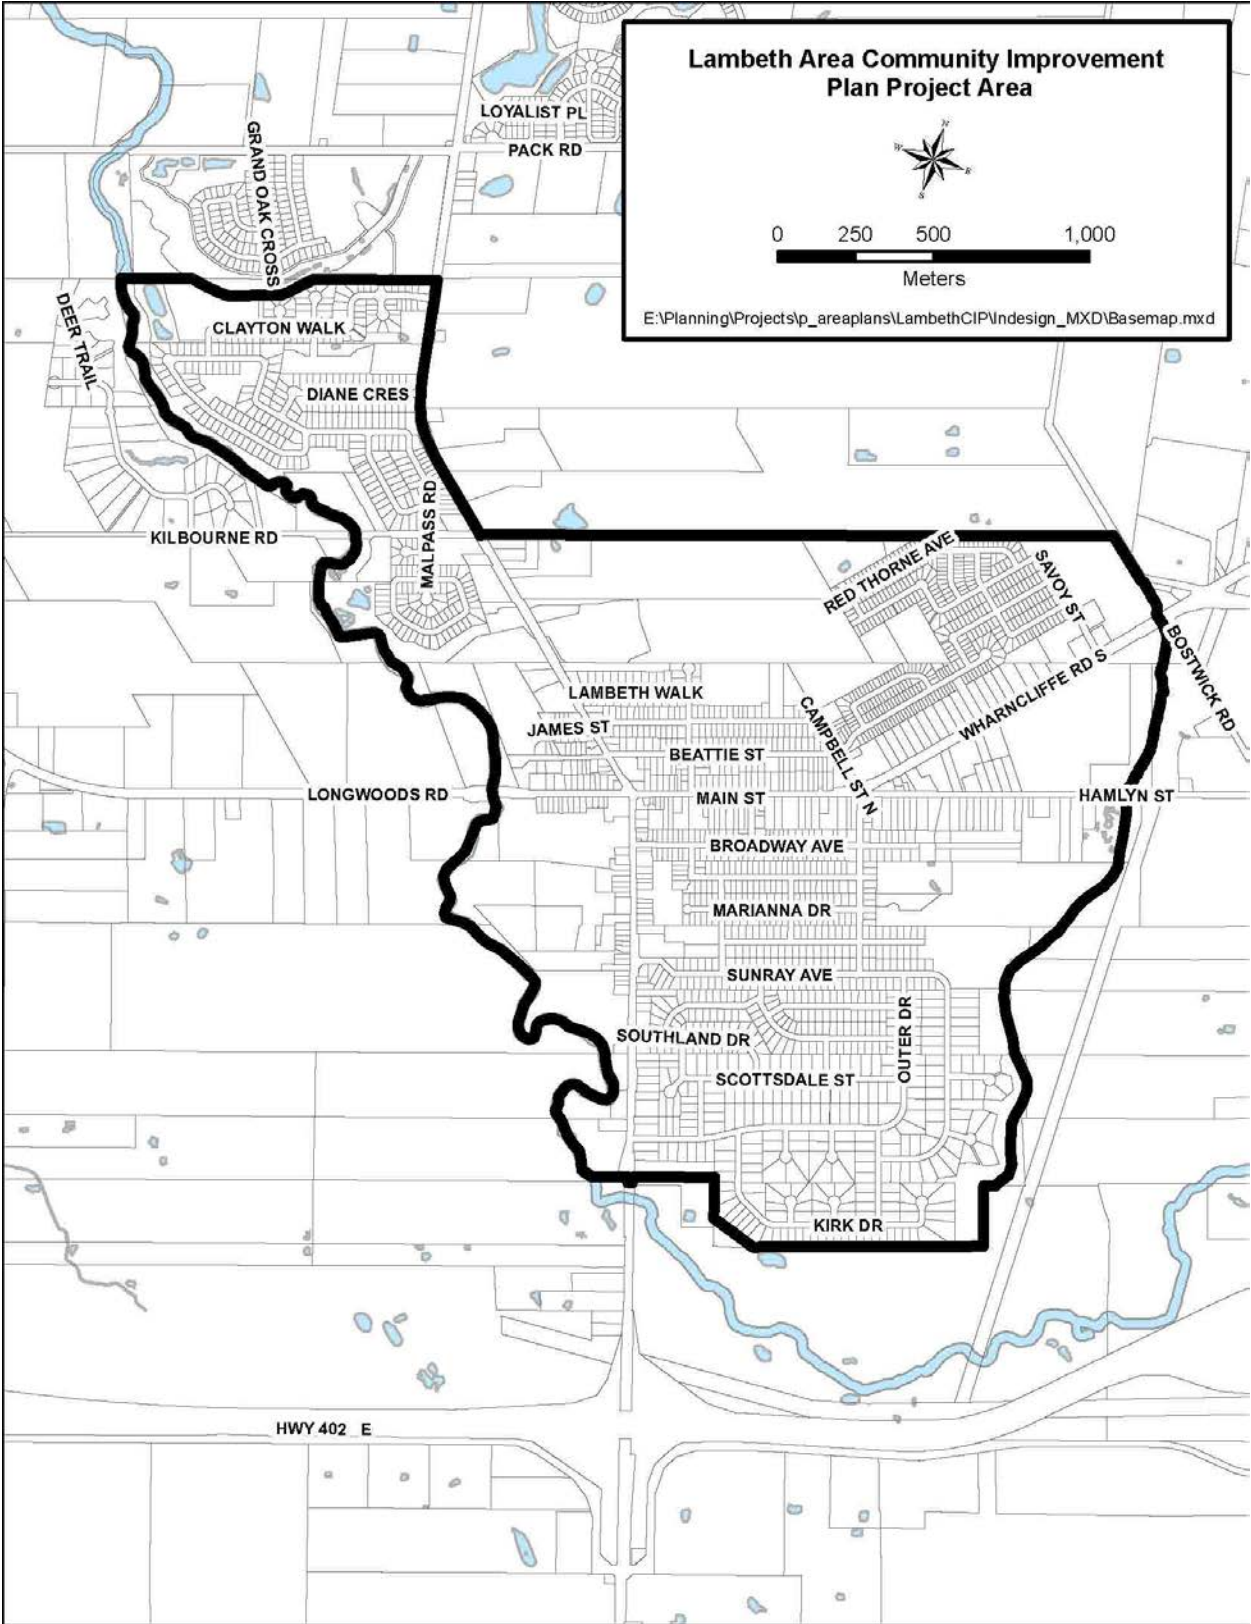 Lambeth Area Community Improvement
Plan Project Area
N
W
E
S
0 250 500 1,000
Meters
E:\Planning\Projects\p_areaplans\LambethCIP\Indesign_MXD\Basemap.mxd
LOYALIST PL
PACK RD
GRAND OAK CROSS
DEER TRAIL
CLAYTON WALK
DIANE CRES
MALPASS RD
KILBOURNE RD
RED THORNE AVE
SAVOY ST
BOSTWICK RD
WHARNCLIFFE RD S
LAMBETH WALK
CAMPBELL ST N
JAMES ST
BEATTIE ST
LONGWOODS RD
MAIN ST
HAMLYN ST
BROADWAY AVE
MARIANNA DR
SUNRAY AVE
OUTER DR
SOUTHLAND DR
SCOTTSDALE ST
KIRK DR
HWY 402 E